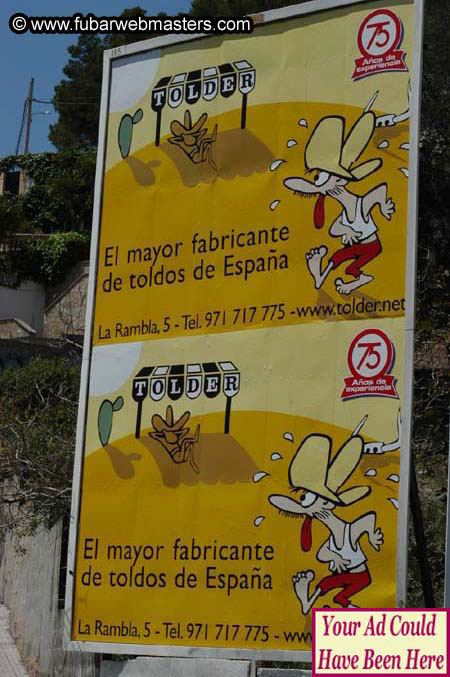 © www.fubarwebmasters.com
185
75
Años de
experiencia
TOLDER
El mayor fabricante
de toldos de España
La Rambla, 5 - Tel. 971 717 775 - www.tolder.net
75
Años de
experiencia
TOLDER
El mayor fabricante
de toldos de España
La Rambla, 5 - Tel. 971 717 775 - www
Your Ad Could
Have Been Here